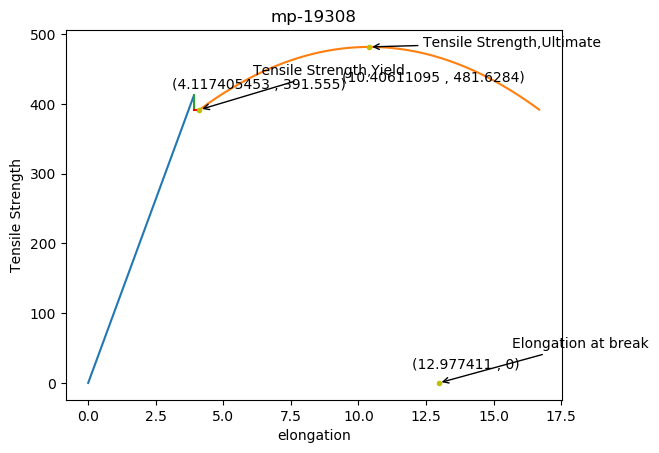 mp-19308
Tensile Strength,Ultimate
Tensile Strength,Yield
(10.40611095 , 481.6284)
(4.117405453 , 391.555)
500
400
300
200
100
0
Tensile Strength
Elongation at break
(12.977411 , 0)
0.0 2.5 5.0 7.5 10.0 12.5 15.0 17.5
elongation